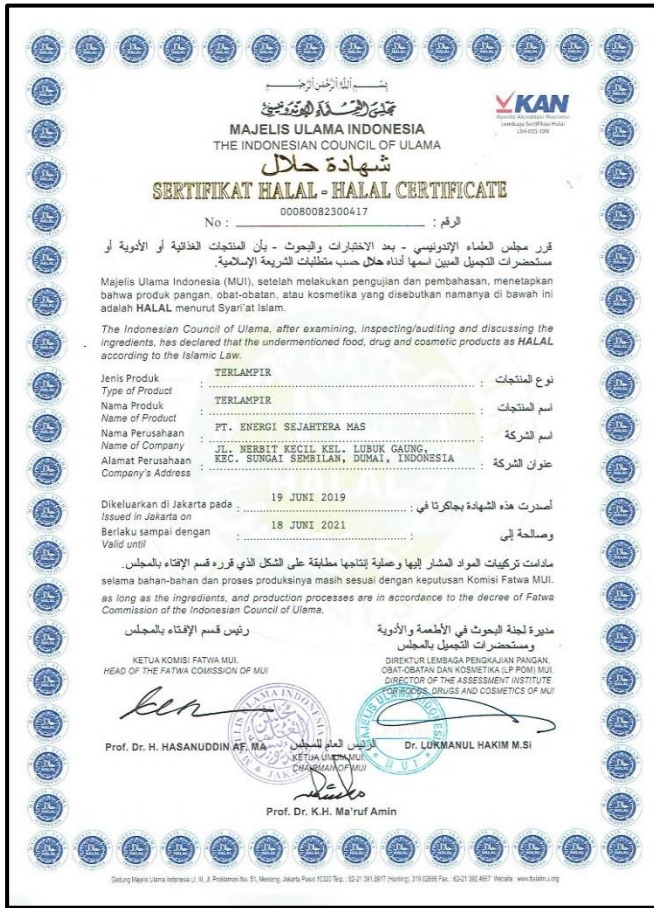 بسم الله الرحمن الرحيم
مجلس العلماء الإندونيسي
MAJELIS ULAMA INDONESIA
THE INDONESIAN COUNCIL OF ULAMA
KAN
Komite Akreditasi Nasional
Lembaga Sertifikasi Halal
شهادة حلال
SERTIFIKAT HALAL - HALAL CERTIFICATE
00080082300417
No : الرقم :
قرر مجلس العلماء الإندونيسي - بعد الاختبارات والبحوث - بأن المنتجات الغذائية أو الأدوية أو
مستحضرات التجميل المبين اسمها أدناه حلال حسب متطلبات الشريعة الإسلامية.
Majelis Ulama Indonesia (MUI), setelah melakukan pengujian dan pembahasan, menetapkan
bahwa produk pangan, obat-obatan, atau kosmetika yang disebutkan namanya di bawah ini
adalah HALAL menurut Syari'at Islam.
The Indonesian Council of Ulama, after examining, inspecting/auditing and discussing the
ingredients, has declared that the undermentioned food, drug and cosmetic products as HALAL
according to the Islamic Law.
Jenis Produk : TERLAMPIR نوع المنتجات :
Type of Product
Nama Produk : TERLAMPIR اسم المنتجات :
Name of Product
Nama Perusahaan : PT. ENERGI SEJAHTERA MAS اسم الشركة :
Name of Company
Alamat Perusahaan : JL. NERBIT KECIL KEL. LUBUK GAUNG,
KEC. SUNGAI SEMBILAN, DUMAI, INDONESIA عنوان الشركة :
Company's Address
Dikeluarkan di Jakarta pada : 19 JUNI 2019 أصدرت هذه الشهادة بجاكرتا في :
Issued in Jakarta on
Berlaku sampai dengan : 18 JUNI 2021 وصالحة إلى :
Valid until
مادامت تركيبات المواد المشار إليها وعملية إنتاجها مطابقة على الشكل الذي قرره قسم الإفتاء بالمجلس.
selama bahan-bahan dan proses produksinya masih sesuai dengan keputusan Komisi Fatwa MUI.
as long as the ingredients, and production processes are in accordance to the decree of Fatwa
Commission of the Indonesian Council of Ulama.
رئيس قسم الإفتاء بالمجلس
KETUA KOMISI FATWA MUI,
HEAD OF THE FATWA COMISSION OF MUI
Prof. Dr. H. HASANUDDIN AF, MA
مديرة لجنة البحوث في الأطعمة والأدوية
ومستحضرات التجميل بالمجلس
DIREKTUR LEMBAGA PENGKAJIAN PANGAN,
OBAT-OBATAN DAN KOSMETIKA (LP POM) MUI,
DIRECTOR OF THE ASSESSMENT INSTITUTE
FOR FOODS, DRUGS AND COSMETICS OF MUI
Dr. LUKMANUL HAKIM M.Si
الرئيس العام للمجلس
KETUA UMUM MUI,
CHAIRMAN OF MUI
Prof. Dr. K.H. Ma'ruf Amin